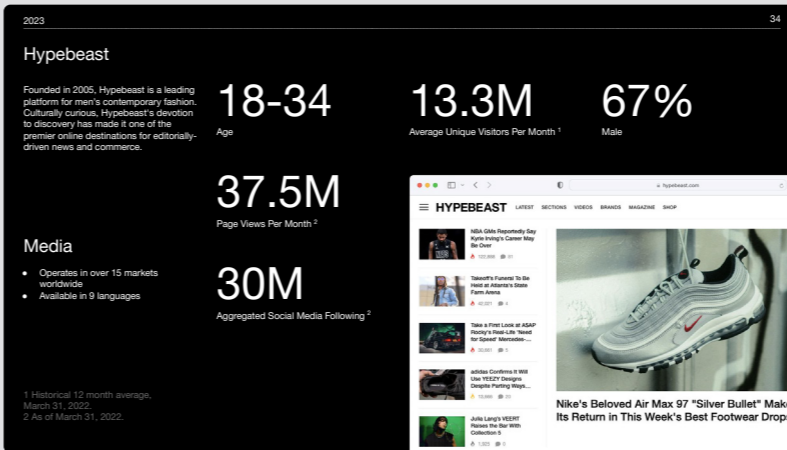 2023
34
Hypebeast
Founded in 2005, Hypebeast is a leading
platform for men's contemporary fashion.
Culturally curious, Hypebeast's devotion
to discovery has made it one of the
premier online destinations for editorially-
driven news and commerce.
18-34
Age
13.3M
Average Unique Visitors Per Month 1
67%
Male
37.5M
Page Views Per Month 2
Media
Operates in over 15 markets
worldwide
Available in 9 languages
30M
Aggregated Social Media Following 2
1 Historical 12 month average,
March 31, 2022.
2 As of March 31, 2022.
hypebeast.com
HYPEBEAST LATEST SECTIONS VIDEOS BRANDS MAGAZINE SHOP
NBA GMs Reportedly Say
Kyrie Irving's Career May
Be Over
Takeoff's Funeral To Be
Held at Atlanta's State
Farm Arena
Take a First Look at ASAP
Rocky's Real-Life 'Need
for Speed' Mercedes-...
adidas Confirms It Will
Use YEEZY Designs
Despite Parting Ways...
Julie Lang's VEERT
Raises the Bar With
Collection 5
Nike's Beloved Air Max 97 "Silver Bullet" Mak
Its Return in This Week's Best Footwear Drop